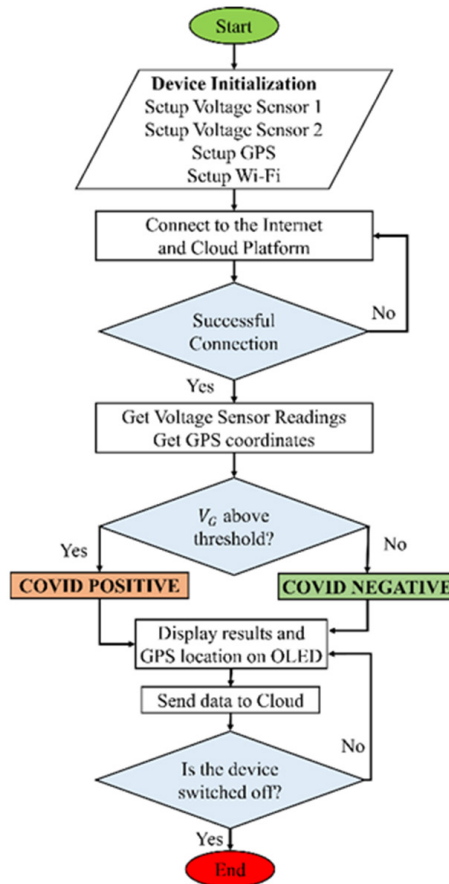 Start
Device Initialization
Setup Voltage Sensor 1
Setup Voltage Sensor 2
Setup GPS
Setup Wi-Fi
Connect to the Internet
and Cloud Platform
No
Successful
Connection
Yes
Get Voltage Sensor Readings
Get GPS coordinates
V_G above
threshold?
Yes
No
COVID POSITIVE
COVID NEGATIVE
Display results and
GPS location on OLED
Send data to Cloud
No
Is the device
switched off?
Yes
End